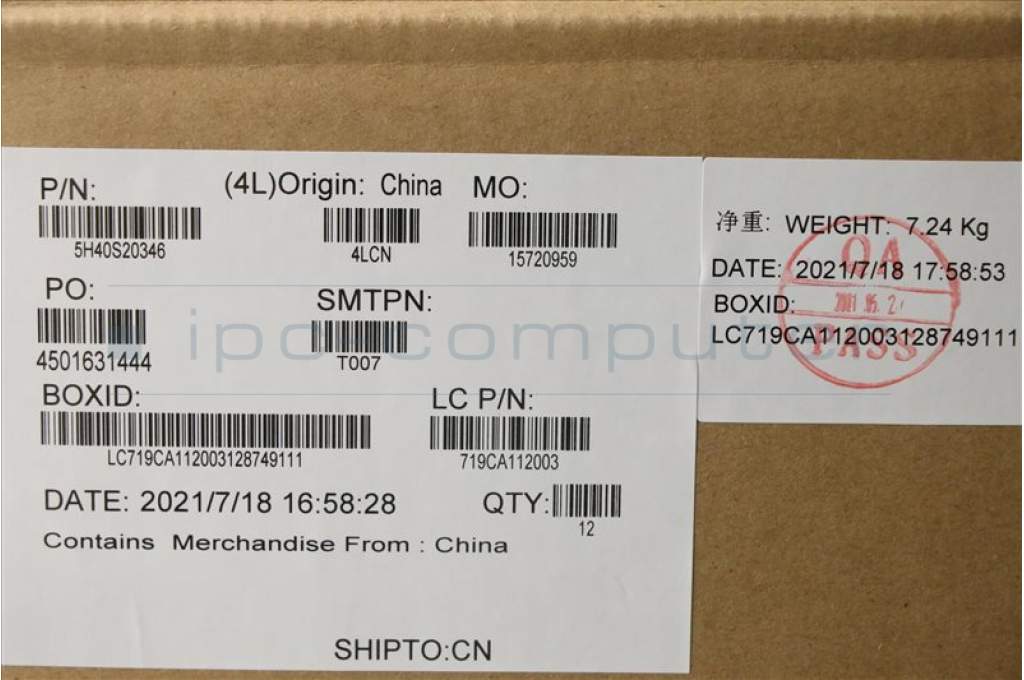 P/N:
5H40S20346
(4L)Origin: China
4LCN
MO:
15720959
PO:
4501631444
SMTPN:
T007
BOXID:
LC719CA112003128749111
LC P/N:
719CA112003
DATE: 2021/7/18 16:58:28
QTY:
12
Contains Merchandise From : China
SHIPTO:CN
净重: WEIGHT: 7.24 Kg
DATE: 2021/7/18 17:58:53
BOXID:
LC719CA112003128749111
QA
PASS
ipo-comput